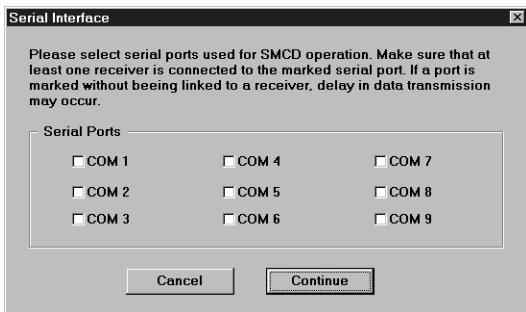 Serial Interface
Please select serial ports used for SMCD operation. Make sure that at
least one receiver is connected to the marked serial port. If a port is
marked without beeing linked to a receiver, delay in data transmission
may occur.
Serial Ports
COM 1 COM 4 COM 7
COM 2 COM 5 COM 8
COM 3 COM 6 COM 9
Cancel Continue